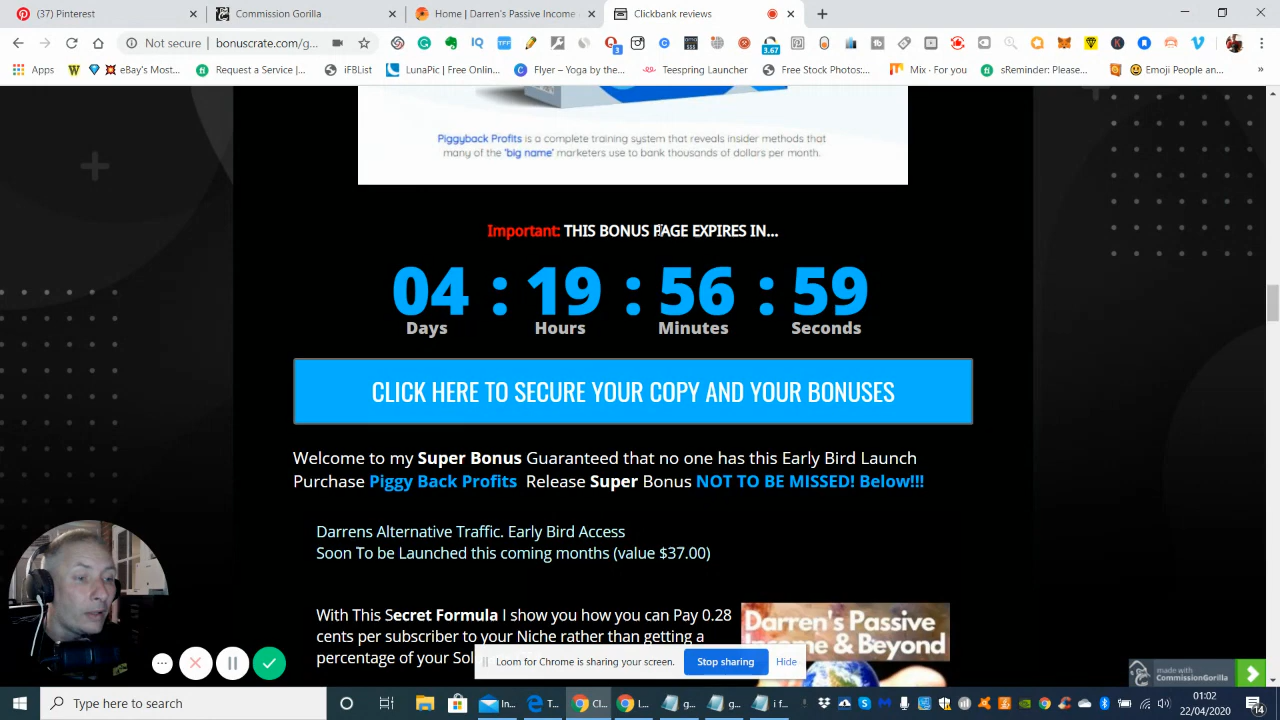 (37) Pinterest
Commission Gorilla
Home | Darren's Passive Income
Clickbank reviews
Not secure | bonuscrate.com/g...
3
3.67
Apps
eBay's Most...
Request a Service |...
iFBList
LunaPic | Free Onlin...
Flyer – Yoga by the...
Teespring Launcher
Free Stock Photos:...
Mix · For you
sReminder: Please...
Emoji People an...
Piggyback Profits is a complete training system that reveals insider methods that
many of the 'big name' marketers use to bank thousands of dollars per month.
Important: THIS BONUS PAGE EXPIRES IN...
04 : 19 : 56 : 59
Days Hours Minutes Seconds
CLICK HERE TO SECURE YOUR COPY AND YOUR BONUSES
Welcome to my Super Bonus Guaranteed that no one has this Early Bird Launch
Purchase Piggy Back Profits Release Super Bonus NOT TO BE MISSED! Below!!!
Darrens Alternative Traffic. Early Bird Access
Soon To be Launched this coming months (value $37.00)
With This Secret Formula I show you how you can Pay 0.28
cents per subscriber to your Niche rather than getting a
percentage of your Sol
Darren's Passive
me & Beyond
Loom for Chrome is sharing your screen.
Stop sharing
Hide
made with
CommissionGorilla
Type here to search
In...
T...
Cl...
L...
g...
g...
i f...
01:02
22/04/2020
14